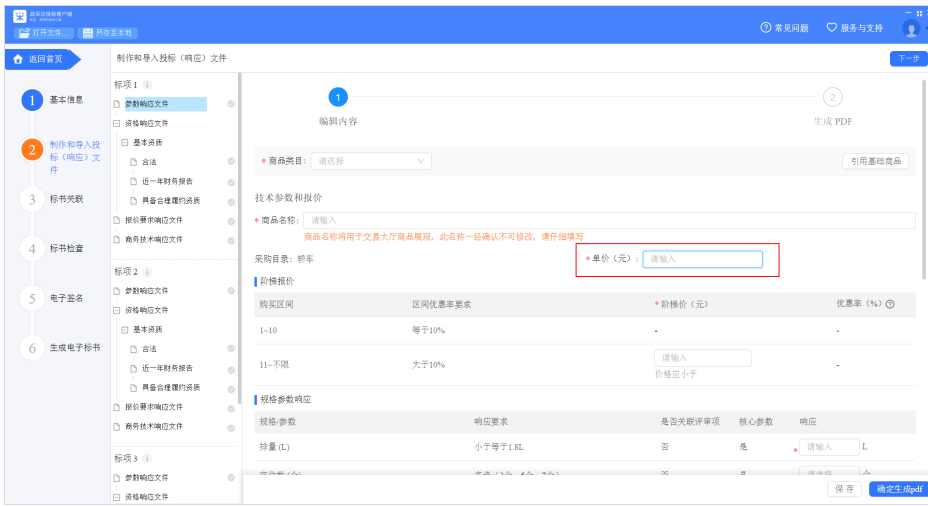 政采云投标客户端
打开文件...
另存至本地
常见问题
服务与支持
返回首页
制作和导入投标（响应）文件
下一步
1 基本信息
2 制作和导入投标（响应）文件
3 标书关联
4 标书检查
5 电子签名
6 生成电子标书
标项 1
参数响应文件
资格响应文件
基本资质
合法
近一年财务报告
具备合理履约资质
报价要求响应文件
商务技术响应文件
标项 2
参数响应文件
资格响应文件
基本资质
合法
近一年财务报告
具备合理履约资质
报价要求响应文件
商务技术响应文件
标项 3
参数响应文件
资格响应文件
1
编辑内容
2
生成 PDF
* 商品类目： 请选择
引用基础商品
技术参数和报价
* 商品名称： 请输入
商品名称将用于交易大厅商品展现，此名称一经确认不可修改，请仔细填写
采购目录：轿车
* 单价（元）： 请输入
阶梯报价
购买区间 区间优惠率要求 * 阶梯价（元） 优惠率（%）
1~10 等于10% - -
11~不限 大于10% 请输入 -
价格应小于
规格参数响应
规格/参数 响应要求 是否关联评审项 核心参数 响应
排量 (L) 小于等于1.8L 否 是 * 请输入 L
保存
确定生成pdf